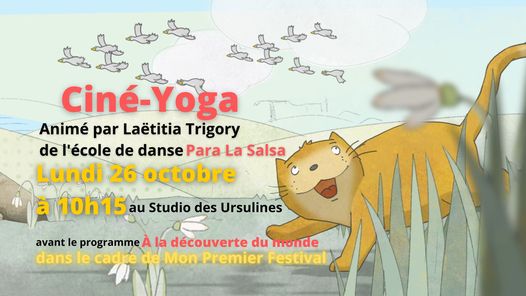 Ciné-Yoga
Animé par Laëtitia Trigory
de l'école de danse Para La Salsa
Lundi 26 octobre
à 10h15 au Studio des Ursulines
avant le programme À la découverte du monde
dans le cadre de Mon Premier Festival